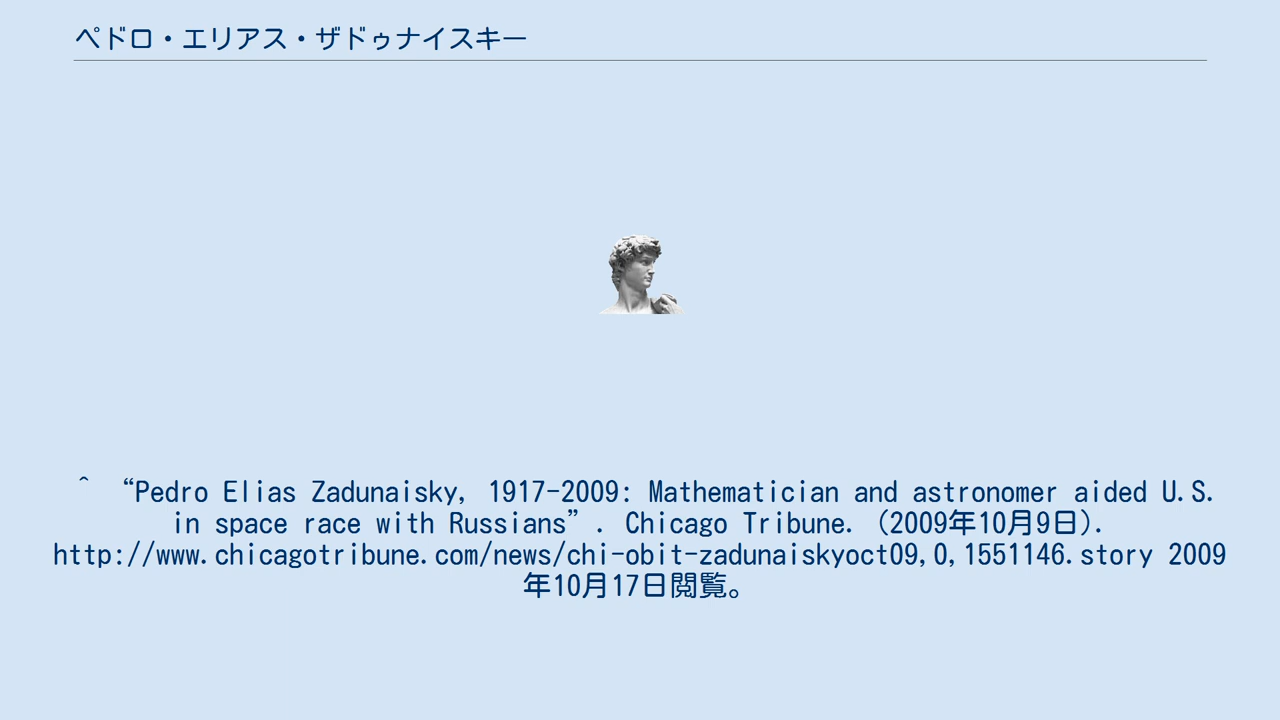 ペドロ・エリアス・ザドゥナイスキー
^ “Pedro Elias Zadunaisky, 1917-2009: Mathematician and astronomer aided U.S.
in space race with Russians”. Chicago Tribune. (2009年10月9日).
http://www.chicagotribune.com/news/chi-obit-zadunaiskyoct09,0,1551146.story 2009
年10月17日閲覧。